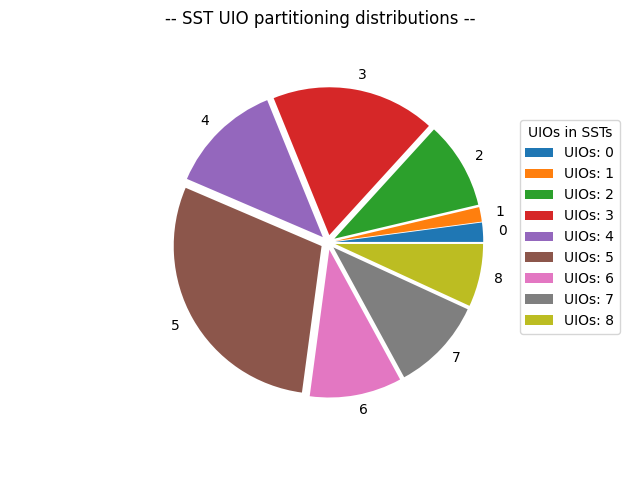 -- SST UIO partitioning distributions --
3
4
2
1
0
5
8
7
6
UIOs in SSTs
UIOs: 0
UIOs: 1
UIOs: 2
UIOs: 3
UIOs: 4
UIOs: 5
UIOs: 6
UIOs: 7
UIOs: 8